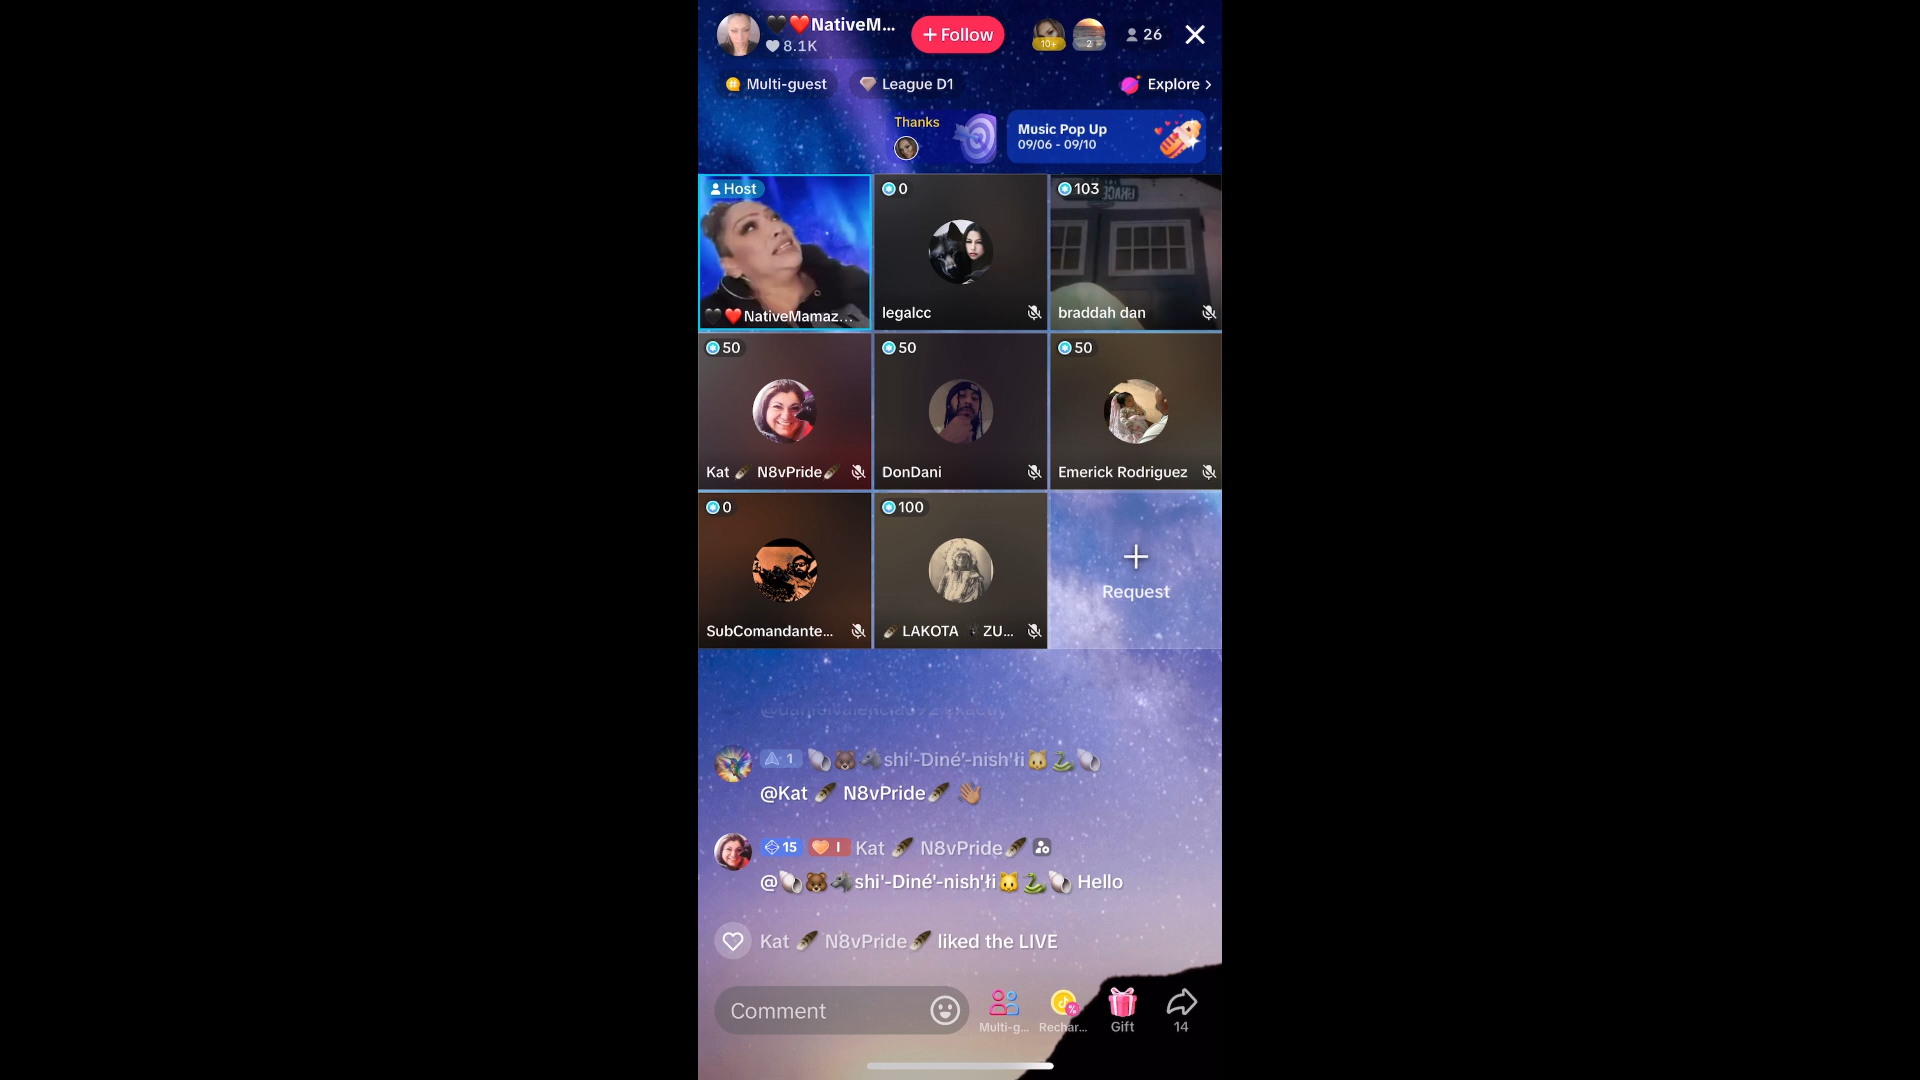 🖤❤️NativeM...
8.1K
+ Follow
10+
2
26
Multi-guest
League D1
Explore >
Thanks
Music Pop Up
09/06 - 09/10
Host
🖤❤️NativeMamaz...
0
legalcc
103
braddah dan
50
Kat 🪶 N8vPride🪶
50
DonDani
50
Emerick Rodriguez
0
SubComandante...
100
🪶 LAKOTA ZU...
Request
1 🐚🐻🐴shi'-Diné'-nish'łi🐱🐍🐚
@Kat 🪶 N8vPride🪶 👋🏽
15 I Kat 🪶 N8vPride🪶
@🐚🐻🐴shi'-Diné'-nish'łi🐱🐍🐚 Hello
Kat 🪶 N8vPride🪶 liked the LIVE
Comment
Multi-g...
Rechar...
Gift
14